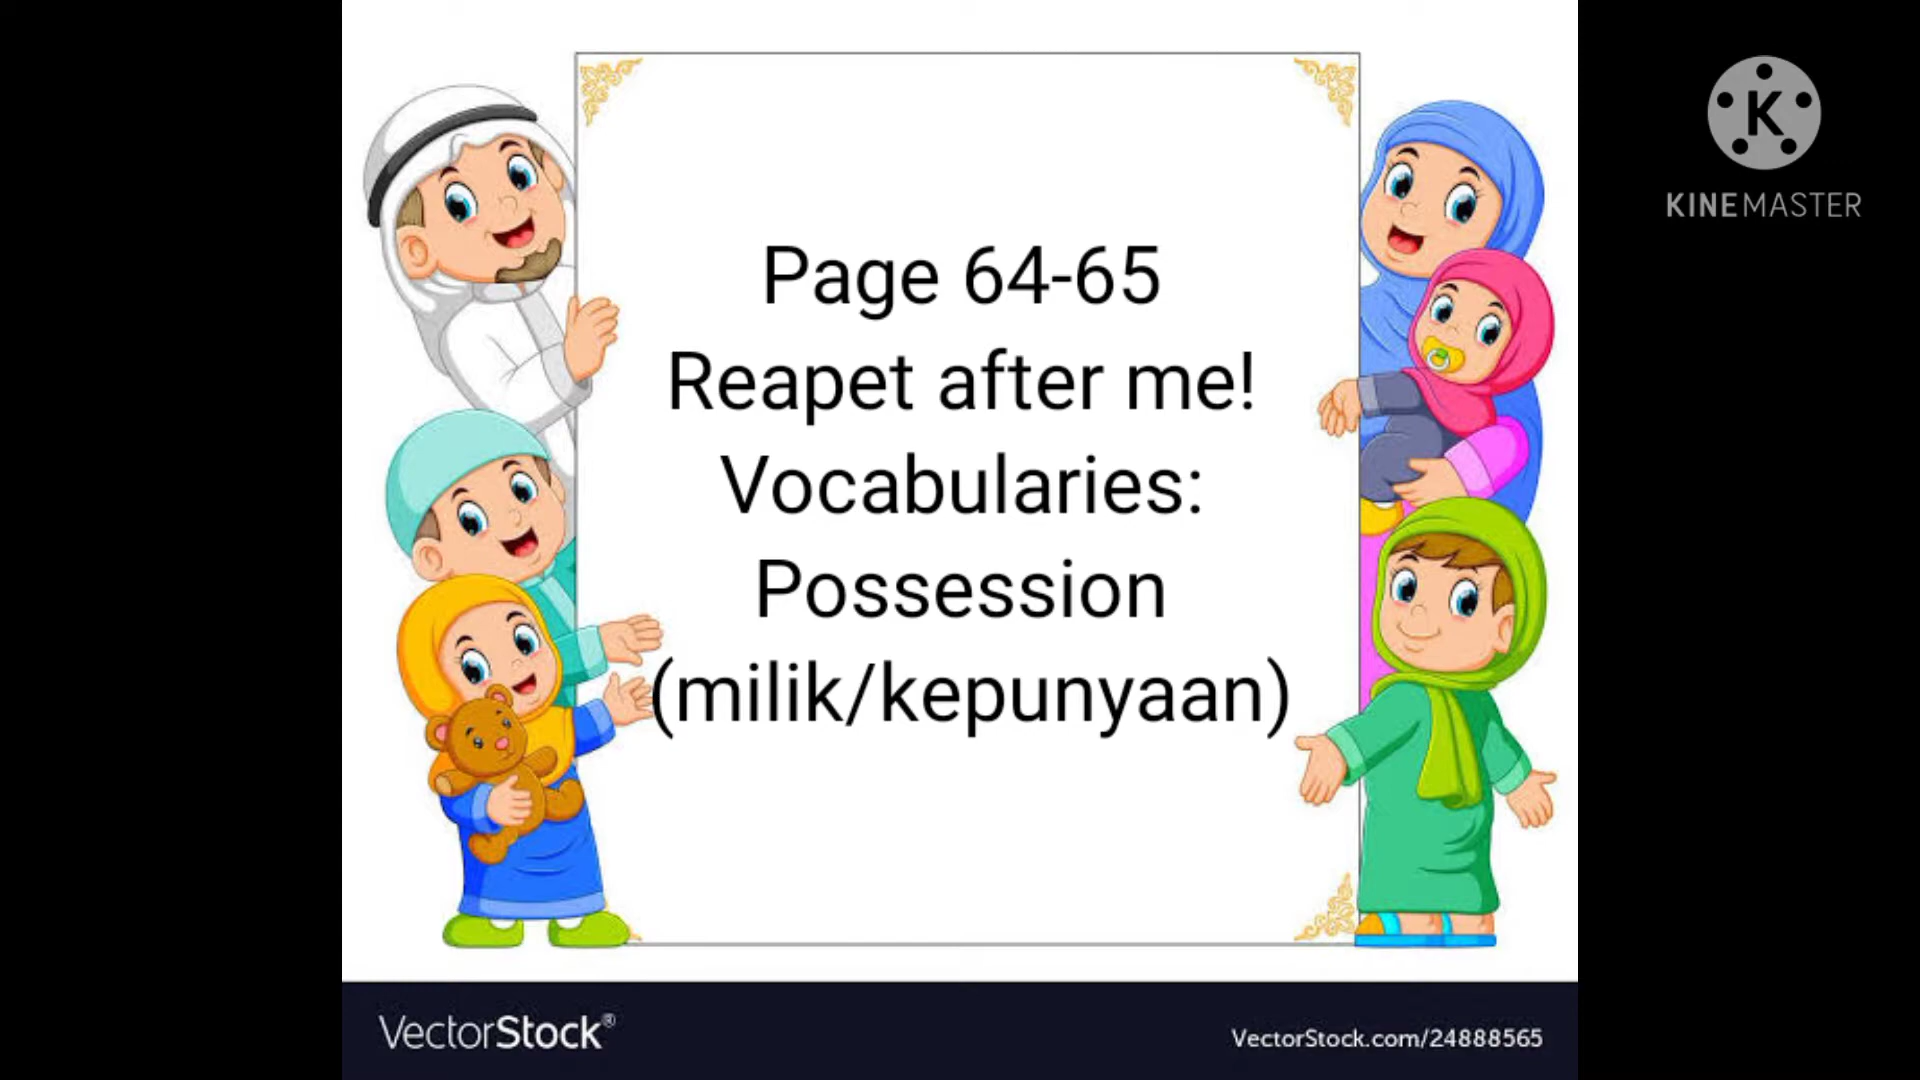 Page 64-65
Reapet after me!
Vocabularies:
Possession
(milik/kepunyaan)
K
KINEMASTER
VectorStock®
VectorStock.com/24888565